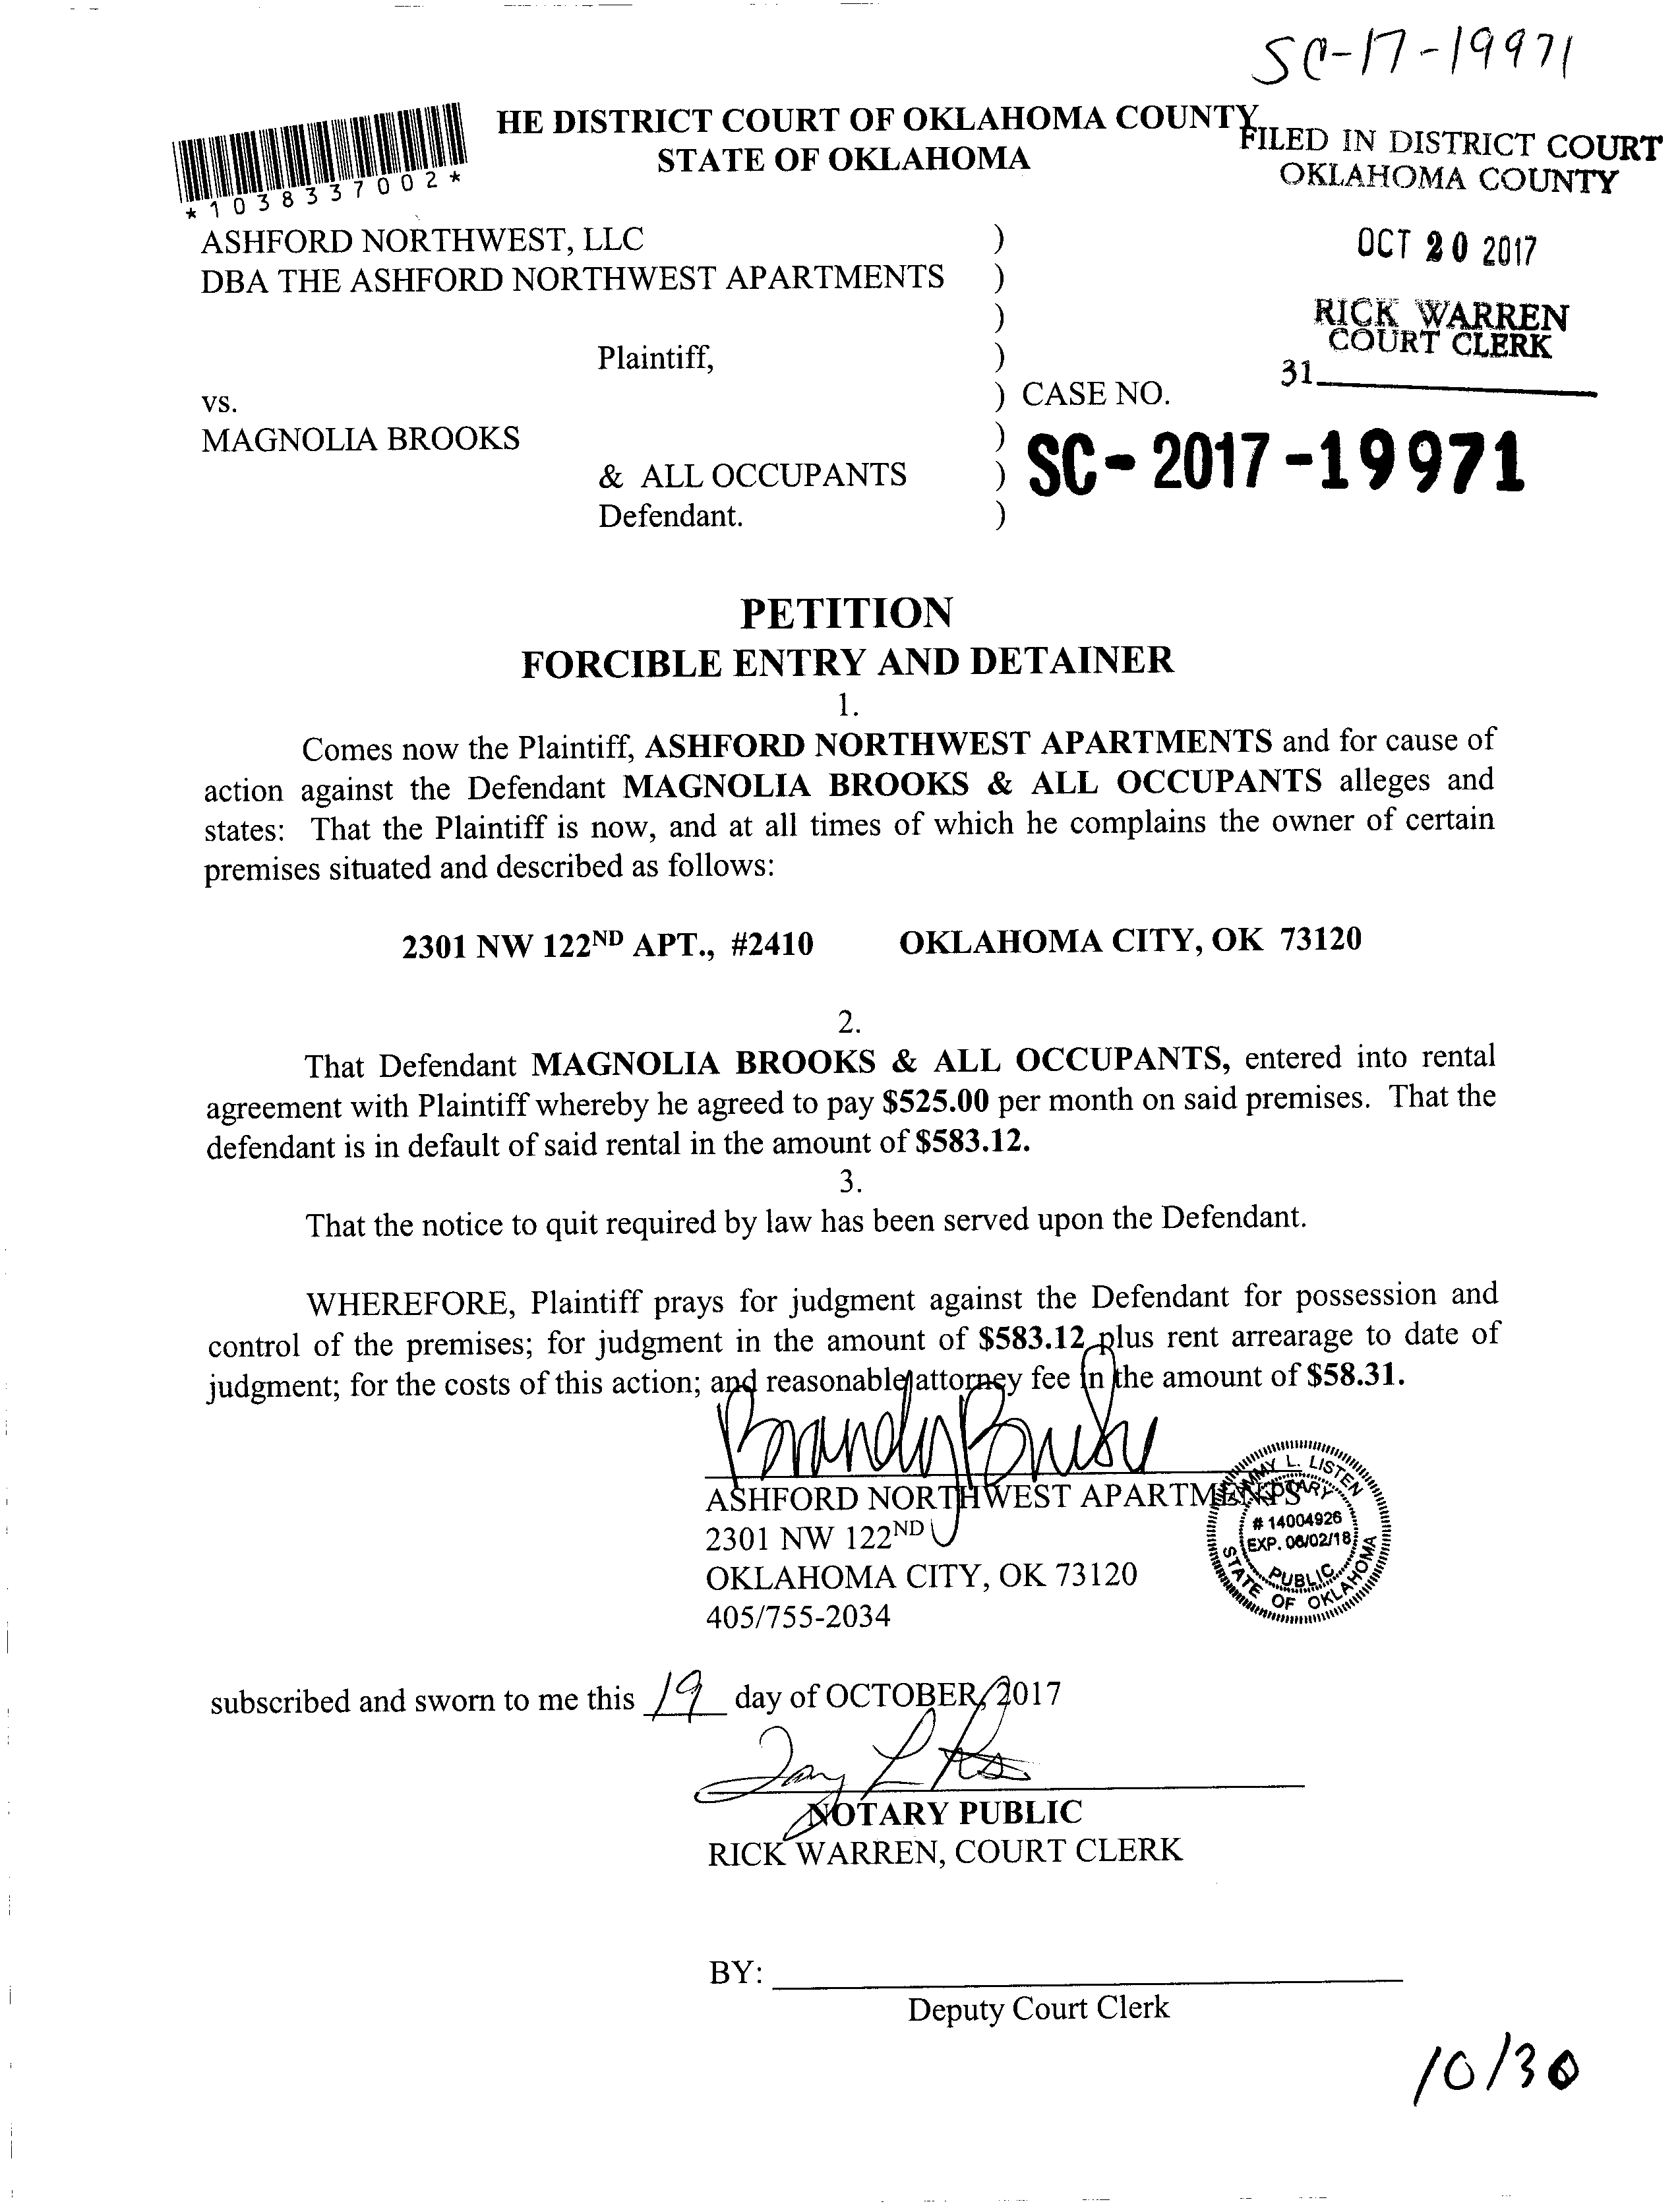 SC-17-19971
HE DISTRICT COURT OF OKLAHOMA COUNTY
STATE OF OKLAHOMA
FILED IN DISTRICT COURT
OKLAHOMA COUNTY
*1038337002*
OCT 20 2017
RICK WARREN
COURT CLERK
31
ASHFORD NORTHWEST, LLC )
DBA THE ASHFORD NORTHWEST APARTMENTS )
)
Plaintiff, )
vs. ) CASE NO.
MAGNOLIA BROOKS )
& ALL OCCUPANTS ) SC-2017-19971
Defendant. )
PETITION
FORCIBLE ENTRY AND DETAINER
1.
Comes now the Plaintiff, ASHFORD NORTHWEST APARTMENTS and for cause of
action against the Defendant MAGNOLIA BROOKS & ALL OCCUPANTS alleges and
states: That the Plaintiff is now, and at all times of which he complains the owner of certain
premises situated and described as follows:
2301 NW 122ND APT., #2410 OKLAHOMA CITY, OK 73120
2.
That Defendant MAGNOLIA BROOKS & ALL OCCUPANTS, entered into rental
agreement with Plaintiff whereby he agreed to pay $525.00 per month on said premises. That the
defendant is in default of said rental in the amount of $583.12.
3.
That the notice to quit required by law has been served upon the Defendant.
WHEREFORE, Plaintiff prays for judgment against the Defendant for possession and
control of the premises; for judgment in the amount of $583.12 plus rent arrearage to date of
judgment; for the costs of this action; and reasonable attorney fee in the amount of $58.31.
ASHFORD NORTHWEST APARTMENTS
2301 NW 122ND
OKLAHOMA CITY, OK 73120
405/755-2034
L. LISTEN
NOTARY
# 14004926
EXP. 06/02/18
PUBLIC
STATE OF OKLAHOMA
subscribed and sworn to me this 19 day of OCTOBER, 2017
NOTARY PUBLIC
RICK WARREN, COURT CLERK
BY:
Deputy Court Clerk
10/30